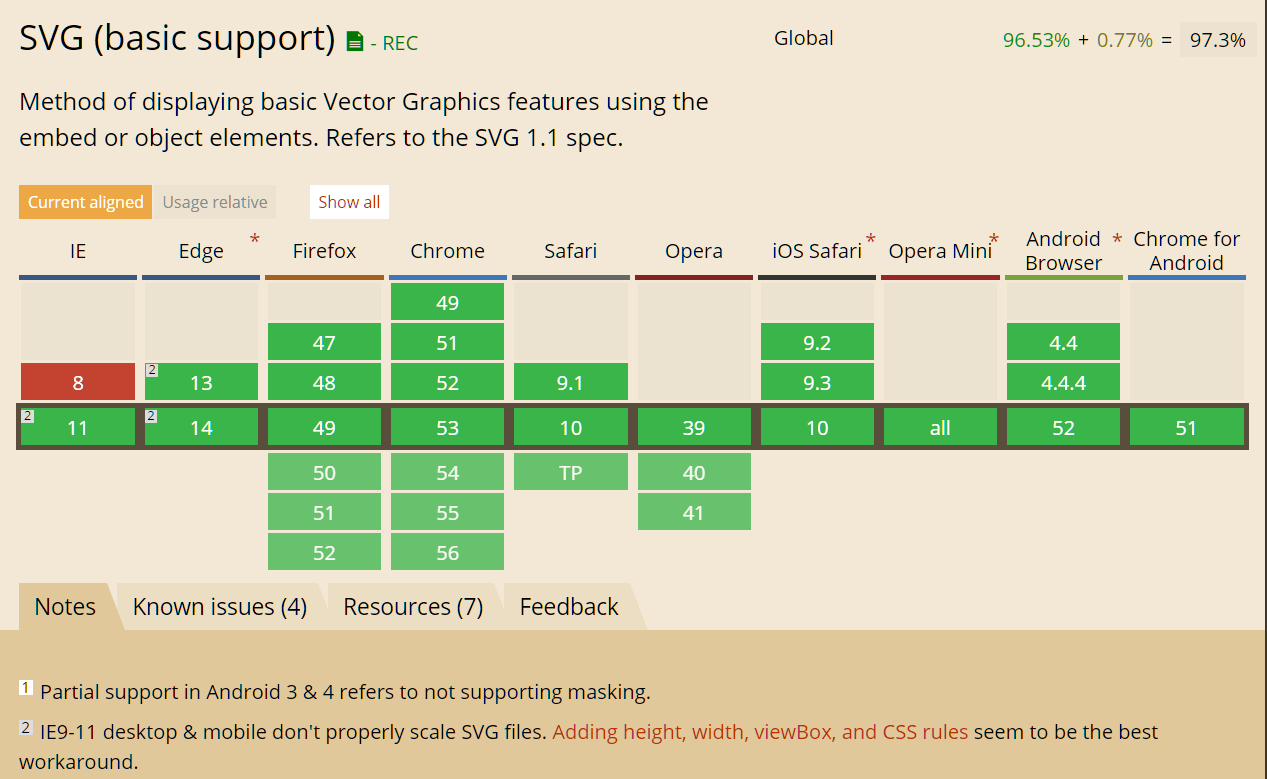 SVG (basic support) - REC
Global
96.53% + 0.77% = 97.3%
Method of displaying basic Vector Graphics features using the
embed or object elements. Refers to the SVG 1.1 spec.
Current aligned Usage relative Show all
IE Edge * Firefox Chrome Safari Opera iOS Safari * Opera Mini * Android Browser * Chrome for Android
49
47 51 9.2 4.4
8 2 13 48 52 9.1 9.3 4.4.4
2 11 2 14 49 53 10 39 10 all 52 51
50 54 TP 40
51 55 41
52 56
Notes Known issues (4) Resources (7) Feedback
1 Partial support in Android 3 & 4 refers to not supporting masking.
2 IE9-11 desktop & mobile don't properly scale SVG files. Adding height, width, viewBox, and CSS rules seem to be the best
workaround.